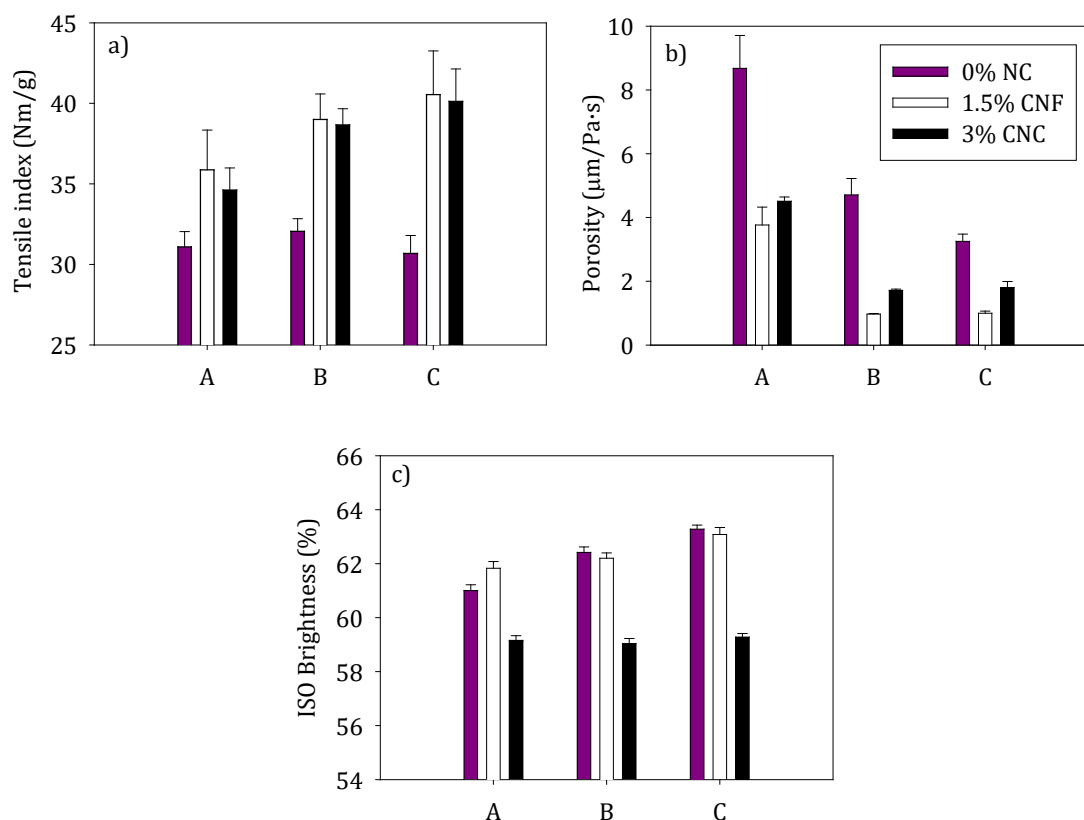 a)
Tensile index (Nm/g)
45
40
35
30
25
A B C
b)
Porosity (μm/Pa·s)
10
8
6
4
2
0
A B C
0% NC
1.5% CNF
3% CNC
c)
ISO Brightness (%)
66
64
62
60
58
56
54
A B C